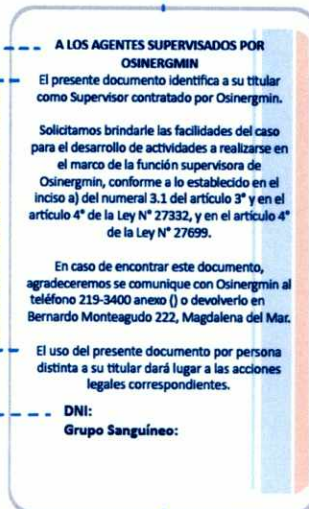 A LOS AGENTES SUPERVISADOS POR
OSINERGMIN
El presente documento identifica a su titular
como Supervisor contratado por Osinergmin.
Solicitamos brindarle las facilidades del caso
para el desarrollo de actividades a realizarse en
el marco de la función supervisora de
Osinergmin, conforme a lo establecido en el
inciso a) del numeral 3.1 del artículo 3° y en el
artículo 4° de la Ley N° 27332, y en el artículo 4°
de la Ley N° 27699.
En caso de encontrar este documento,
agradeceremos se comunique con Osinergmin al
teléfono 219-3400 anexo () o devolverlo en
Bernardo Monteagudo 222, Magdalena del Mar.
El uso del presente documento por persona
distinta a su titular dará lugar a las acciones
legales correspondientes.
DNI:
Grupo Sanguíneo: